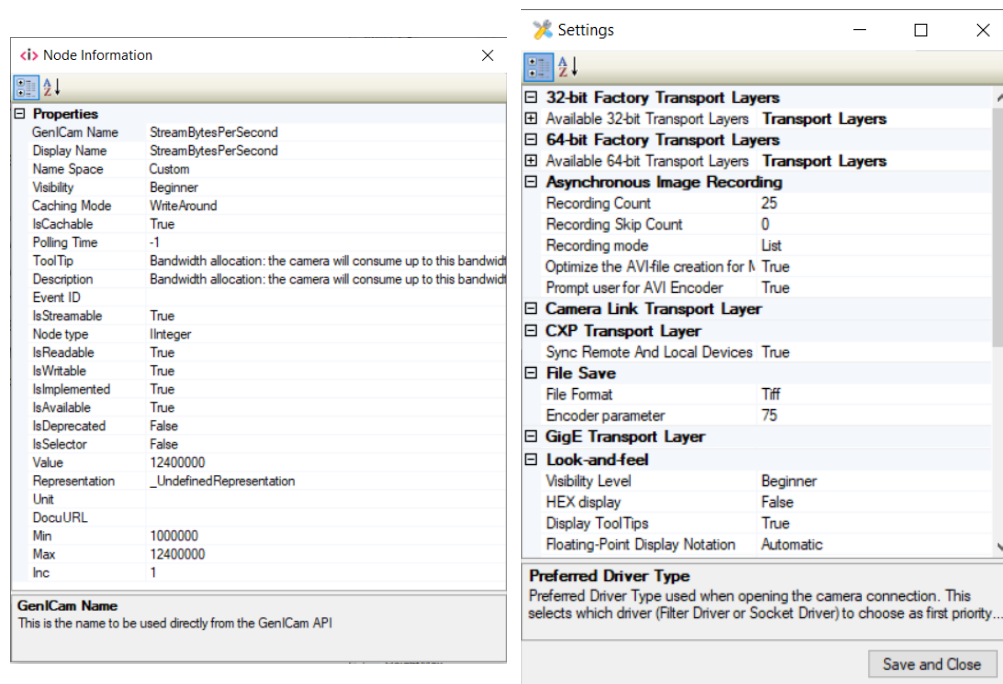 Node Information
Properties
GenICam Name StreamBytesPerSecond
Display Name StreamBytesPerSecond
Name Space Custom
Visibility Beginner
Caching Mode WriteAround
IsCachable True
Polling Time -1
ToolTip Bandwidth allocation: the camera will consume up to this bandwidt
Description Bandwidth allocation: the camera will consume up to this bandwidt
Event ID
IsStreamable True
Node type IInteger
IsReadable True
IsWritable True
IsImplemented True
IsAvailable True
IsDeprecated False
IsSelector False
Value 12400000
Representation _UndefinedRepresentation
Unit
DocuURL
Min 1000000
Max 12400000
Inc 1
GenICam Name
This is the name to be used directly from the GenICam API
Settings
32-bit Factory Transport Layers
Available 32-bit Transport Layers Transport Layers
64-bit Factory Transport Layers
Available 64-bit Transport Layers Transport Layers
Asynchronous Image Recording
Recording Count 25
Recording Skip Count 0
Recording mode List
Optimize the AVI-file creation for True
Prompt user for AVI Encoder True
Camera Link Transport Layer
CXP Transport Layer
Sync Remote And Local Devices True
File Save
File Format Tiff
Encoder parameter 75
GigE Transport Layer
Look-and-feel
Visibility Level Beginner
HEX display False
Display ToolTips True
Floating-Point Display Notation Automatic
Preferred Driver Type
Preferred Driver Type used when opening the camera connection. This
selects which driver (Filter Driver or Socket Driver) to choose as first priority...
Save and Close